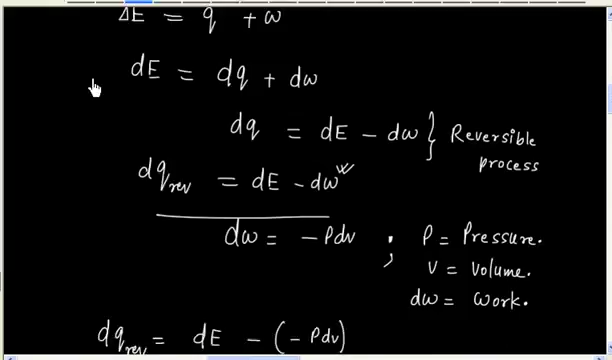 ΔE = q + w
dE = dq + dw
dq = dE - dw } Reversible process
dq_rev = dE - dw
dw = - Pdv ; P = Pressure.
V = Volume.
dw = Work.
dq_rev = dE - (- Pdv)